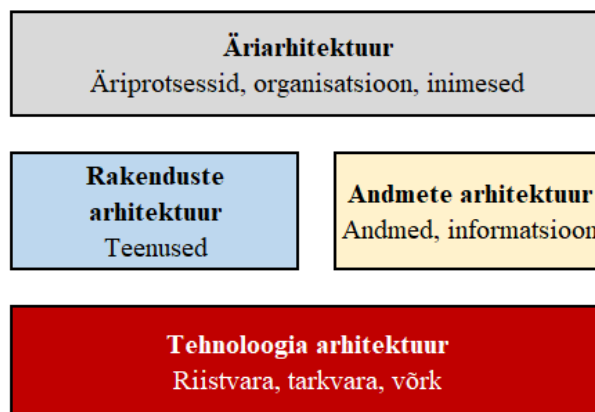 Äriarhitektuur
Äriprotsessid, organisatsioon, inimesed
Rakenduste
arhitektuur
Teenused
Andmete arhitektuur
Andmed, informatsioon
Tehnoloogia arhitektuur
Riistvara, tarkvara, võrk